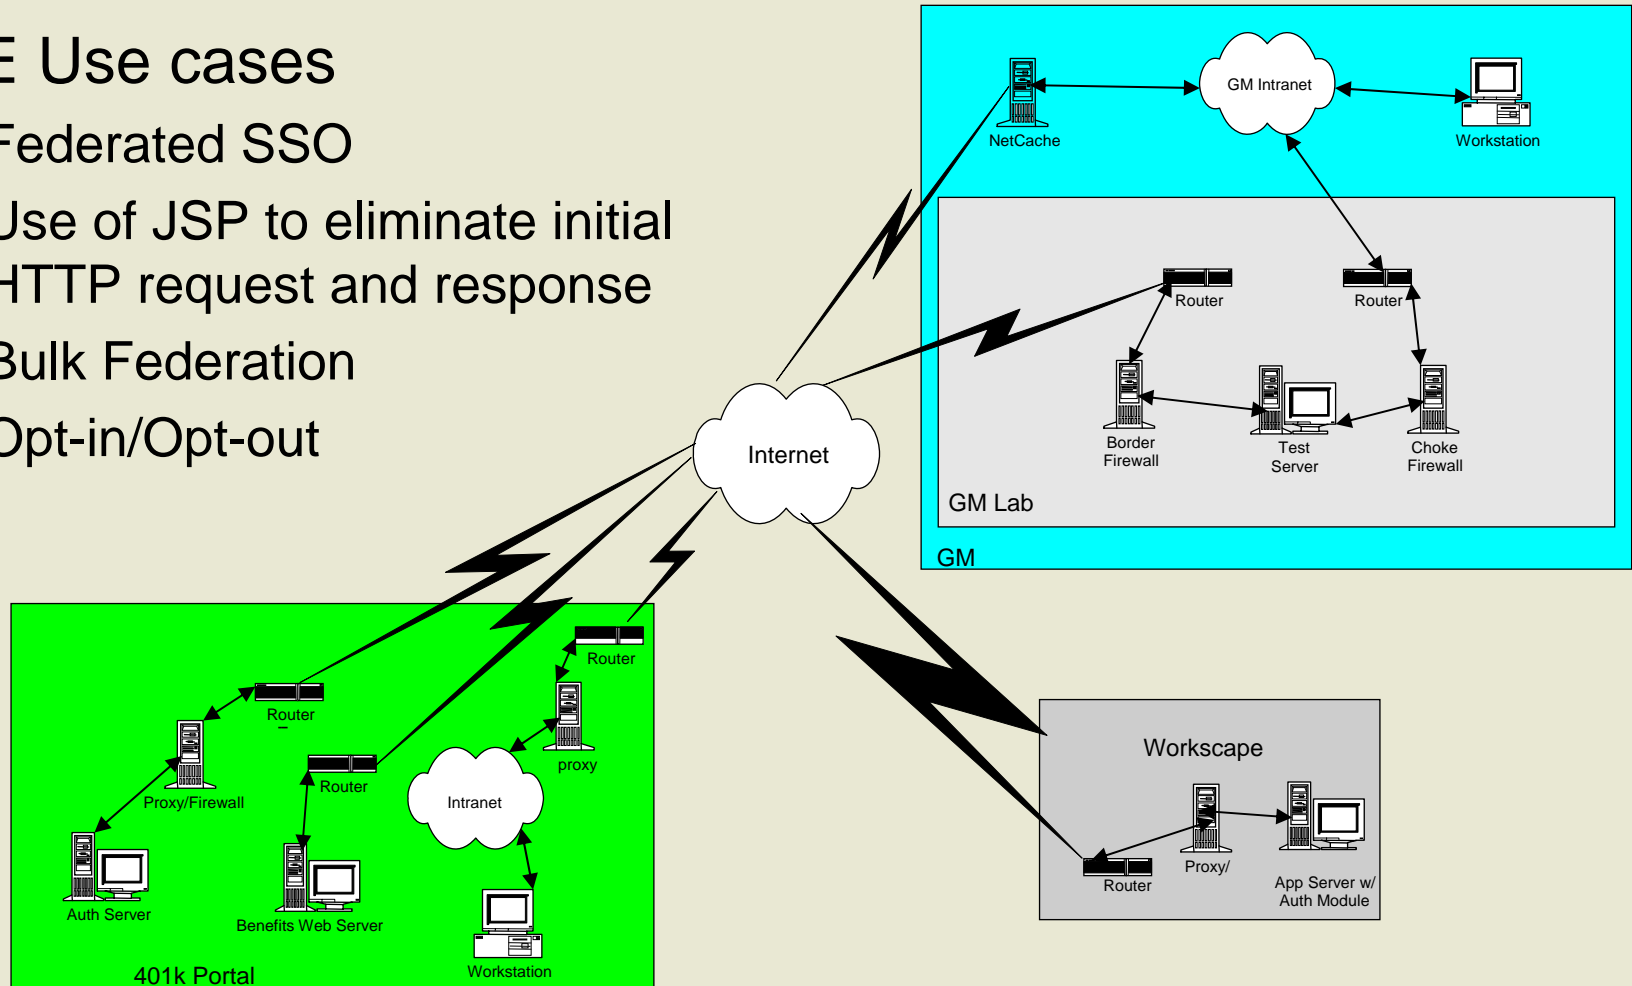 E Use cases
Federated SSO
Use of JSP to eliminate initial
HTTP request and response
Bulk Federation
Opt-in/Opt-out
GM Intranet
NetCache
Workstation
Router
Router
Border
Firewall
Test
Server
Choke
Firewall
GM Lab
GM
Internet
Router
Router
Proxy/Firewall
Router
proxy
Intranet
Auth Server
Benefits Web Server
Workstation
401k Portal
Workscape
Router
Proxy/
App Server w/
Auth Module